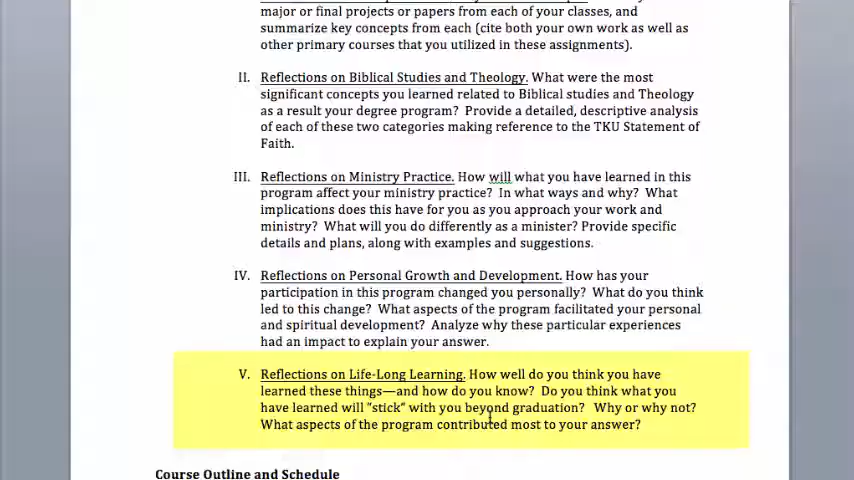 major or final projects or papers from each of your classes, and
summarize key concepts from each (cite both your own work as well as
other primary courses that you utilized in these assignments).
II. Reflections on Biblical Studies and Theology. What were the most
significant concepts you learned related to Biblical studies and Theology
as a result your degree program? Provide a detailed, descriptive analysis
of each of these two categories making reference to the TKU Statement of
Faith.
III. Reflections on Ministry Practice. How will what you have learned in this
program affect your ministry practice? In what ways and why? What
implications does this have for you as you approach your work and
ministry? What will you do differently as a minister? Provide specific
details and plans, along with examples and suggestions.
IV. Reflections on Personal Growth and Development. How has your
participation in this program changed you personally? What do you think
led to this change? What aspects of the program facilitated your personal
and spiritual development? Analyze why these particular experiences
had an impact to explain your answer.
V. Reflections on Life-Long Learning. How well do you think you have
learned these things—and how do you know? Do you think what you
have learned will "stick" with you beyond graduation? Why or why not?
What aspects of the program contributed most to your answer?
Course Outline and Schedule